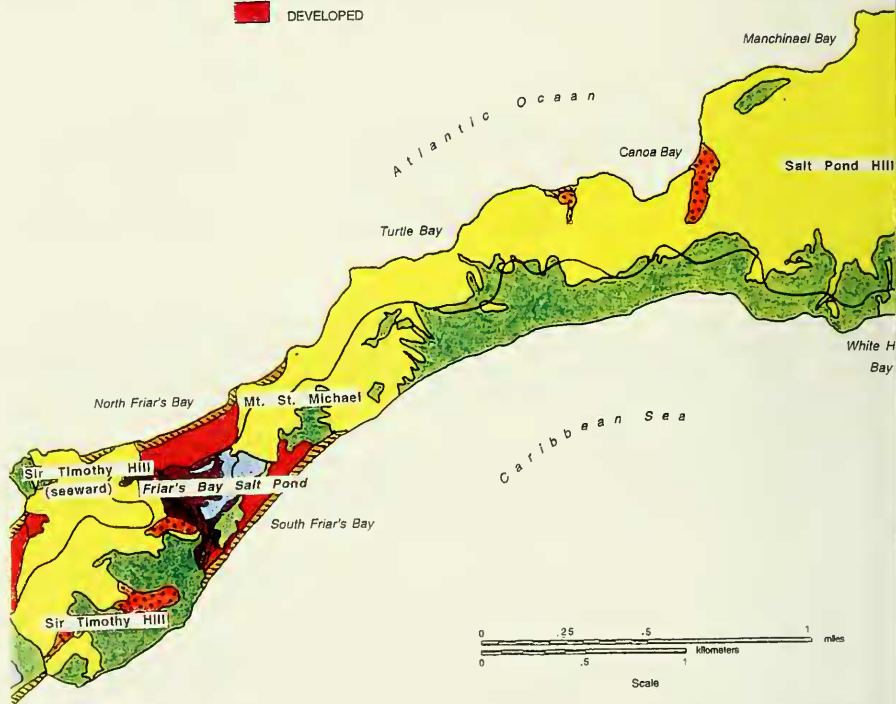 DEVELOPED
Manchinael Bay
Atlantic Ocaan
Canoa Bay
Salt Pond Hill
Turtle Bay
White H
Bay
North Friar's Bay
Mt. St. Michael
Caribbean Sea
Sir Timothy Hill
(seeward)
Friar's Bay Salt Pond
South Friar's Bay
Sir Timothy Hill
0 .25 .5 1 miles
0 .5 1 kilometers
Scale